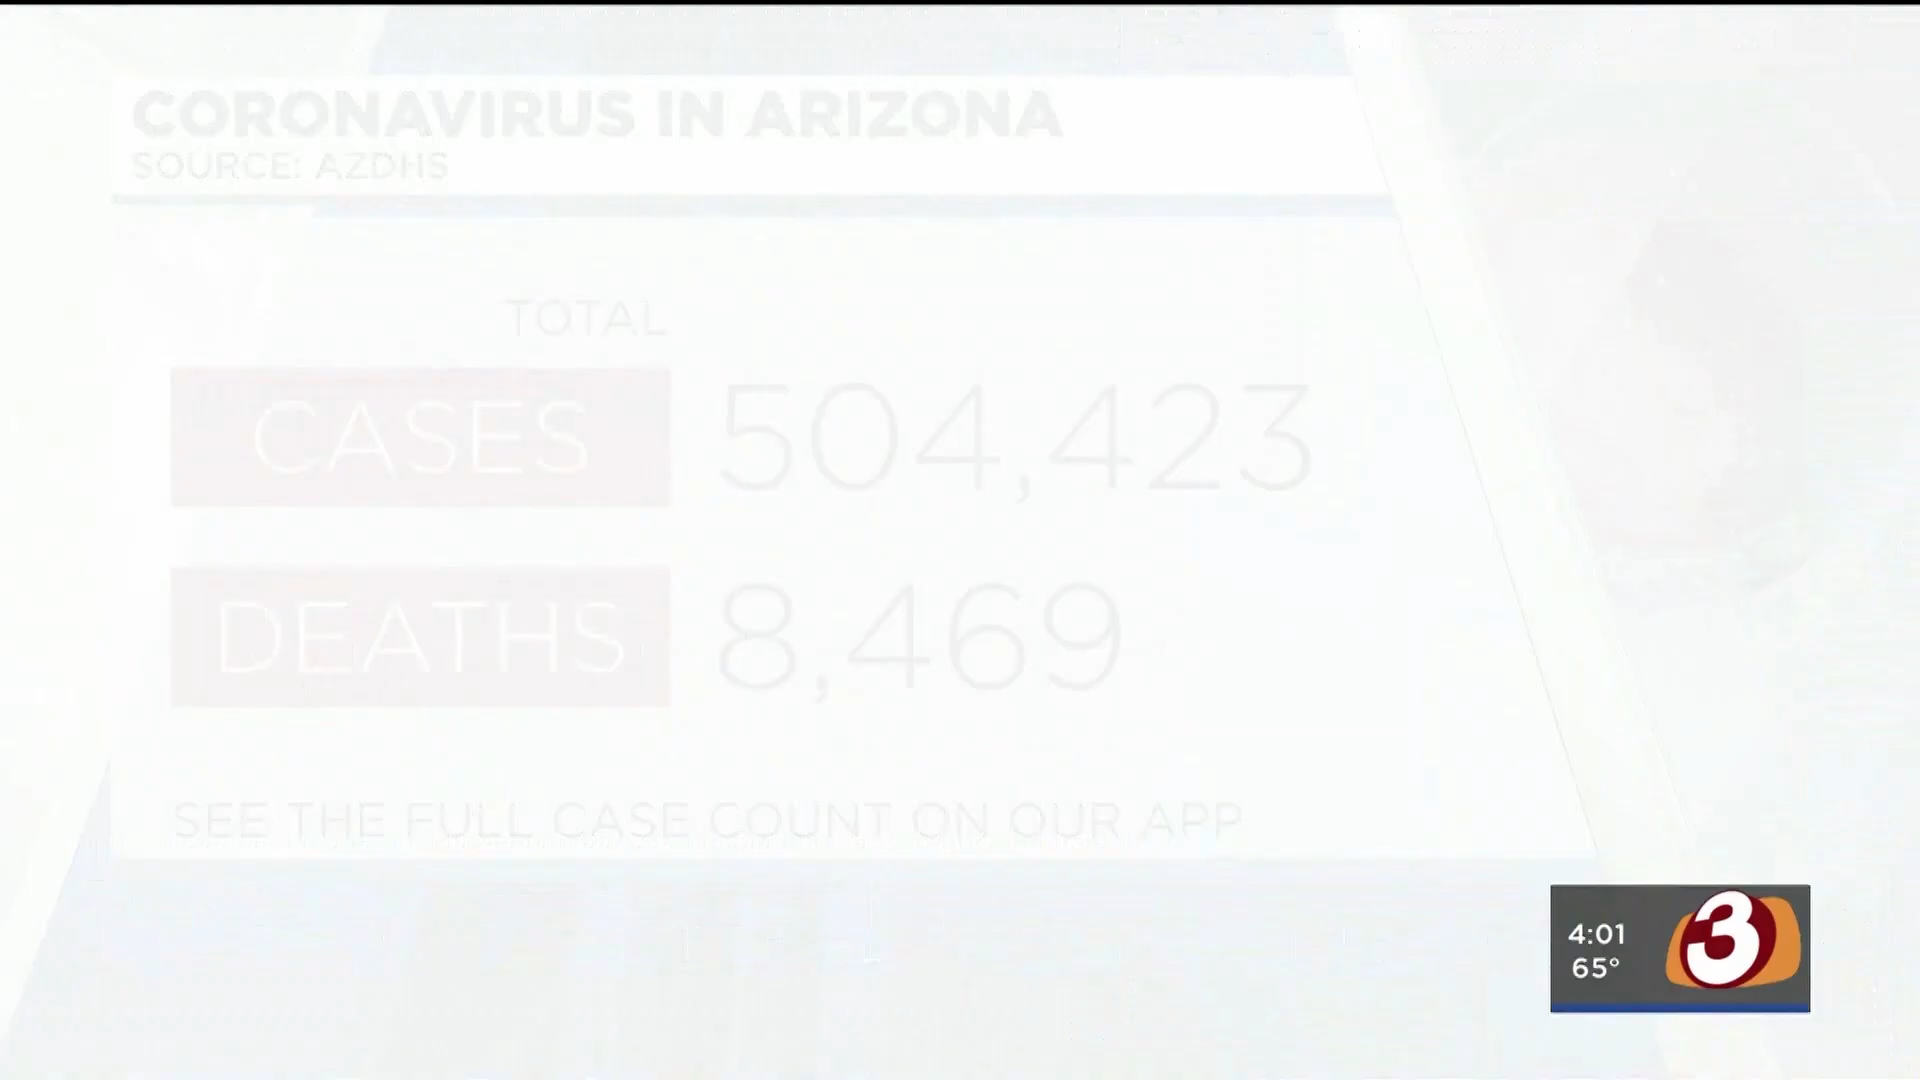 CORONAVIRUS IN ARIZONA
SOURCE: AZDHS
TOTAL
CASES 504,423
DEATHS 8,469
SEE THE FULL CASE COUNT ON OUR APP
4:01
65°
3